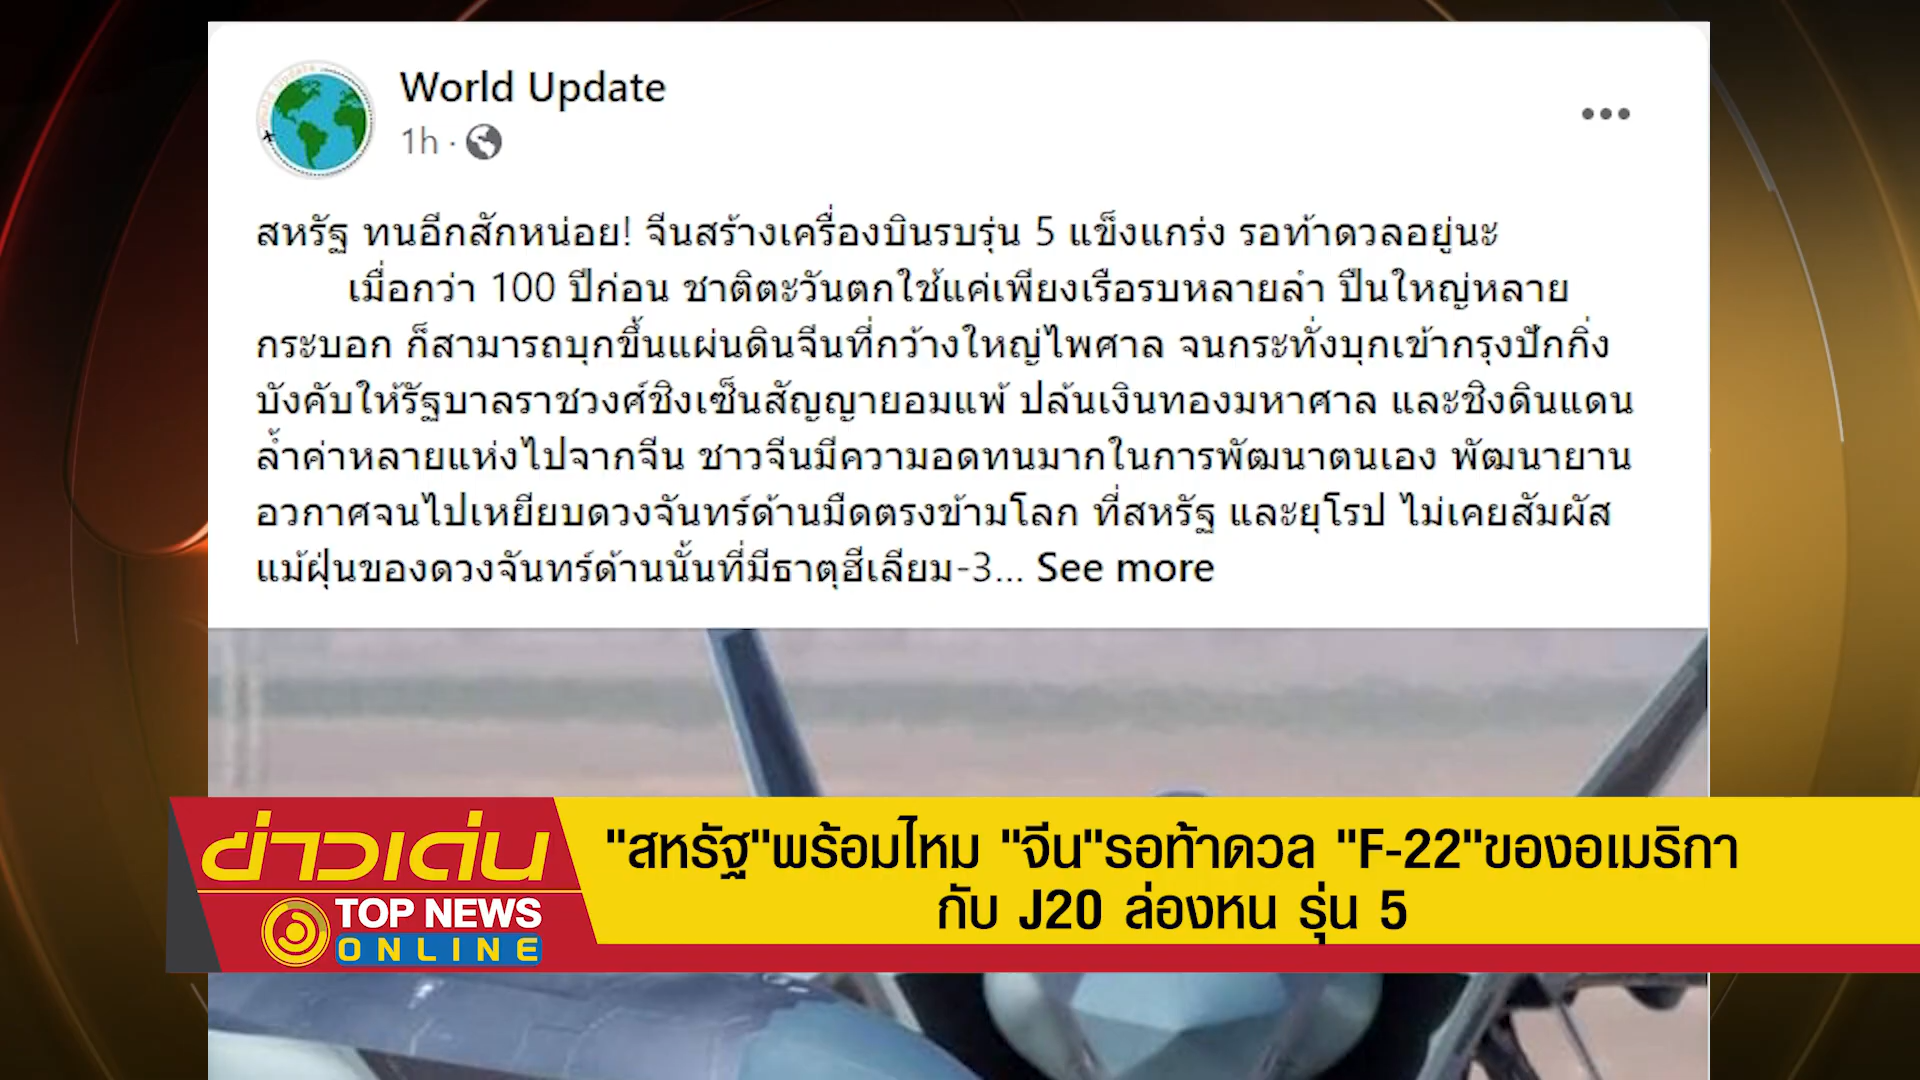 World Update
1h ·
สหรัฐ ทนอีกสักหน่อย! จีนสร้างเครื่องบินรบรุ่น 5 แข็งแกร่ง รอท้าดวลอยู่นะ
เมื่อกว่า 100 ปีก่อน ชาติตะวันตกใช้แค่เพียงเรือรบหลายลำ ปืนใหญ่หลาย
กระบอก ก็สามารถบุกขึ้นแผ่นดินจีนที่กว้างใหญ่ไพศาล จนกระทั่งบุกเข้ากรุงปักกิ่ง
บังคับให้รัฐบาลราชวงศ์ชิงเซ็นสัญญายอมแพ้ ปล้นเงินทองมหาศาล และชิงดินแดน
ล้ำค่าหลายแห่งไปจากจีน ชาวจีนมีความอดทนมากในการพัฒนาตนเอง พัฒนายาน
อวกาศจนไปเหยียบดวงจันทร์ด้านมืดตรงข้ามโลก ที่สหรัฐ และยุโรป ไม่เคยสัมผัส
แม้ฝุ่นของดวงจันทร์ด้านนั้นที่มีธาตุฮีเลียม-3... See more
ข่าวเด่น
TOP NEWS
ONLINE
"สหรัฐ"พร้อมไหม "จีน"รอท้าดวล "F-22"ของอเมริกา
กับ J20 ล่องหน รุ่น 5